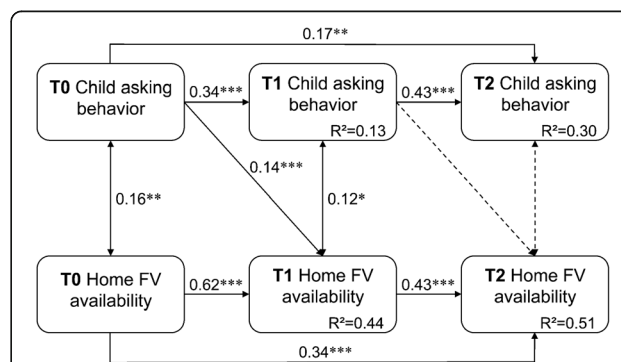 0.17**
T0 Child asking
behavior
0.34***
T1 Child asking
behavior
R²=0.13
0.43***
T2 Child asking
behavior
R²=0.30
0.14***
0.16**
0.12*
T0 Home FV
availability
0.62***
T1 Home FV
availability
R²=0.44
0.43***
T2 Home FV
availability
R²=0.51
0.34***